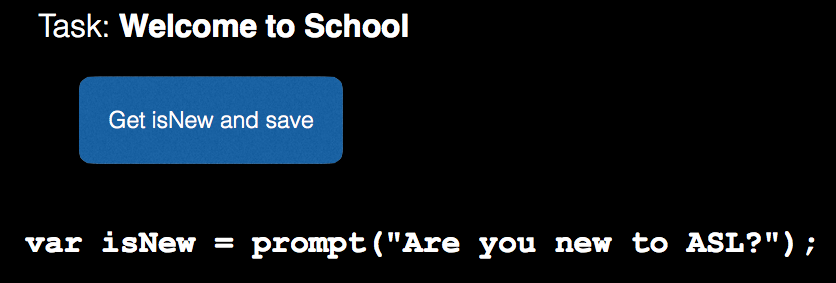 Task: Welcome to School
Get isNew and save
var isNew = prompt("Are you new to ASL?");